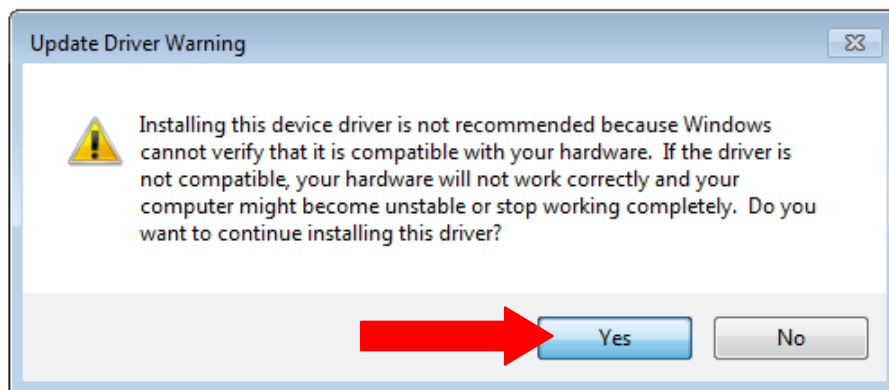 Update Driver Warning
Installing this device driver is not recommended because Windows
cannot verify that it is compatible with your hardware.  If the driver is
not compatible, your hardware will not work correctly and your
computer might become unstable or stop working completely.  Do you
want to continue installing this driver?
Yes No